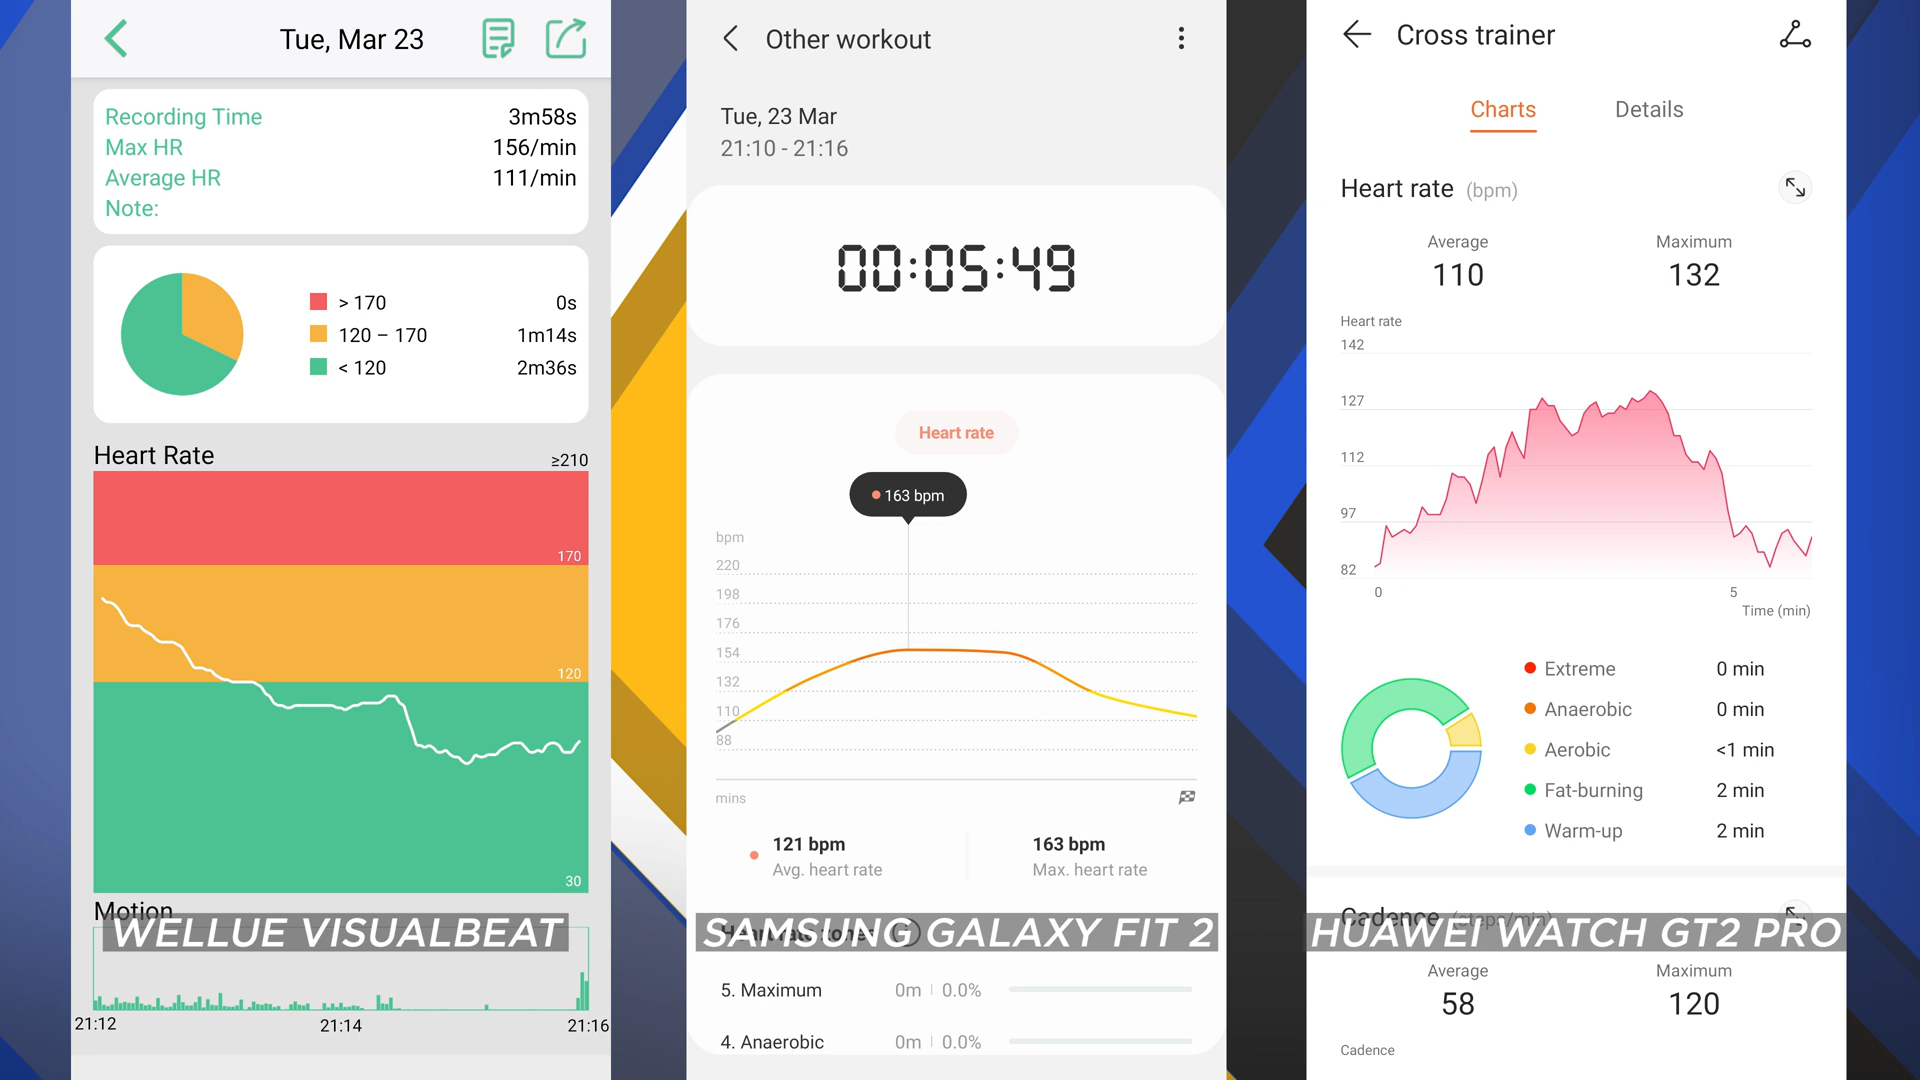 Tue, Mar 23
Recording Time 3m58s
Max HR 156/min
Average HR 111/min
Note:
> 170 0s
120 – 170 1m14s
< 120 2m36s
Heart Rate ≥210
170
120
30
Motion
WELLUE VISUALBEAT
21:12 21:14 21:16
Other workout
Tue, 23 Mar
21:10 - 21:16
00:05:49
Heart rate
163 bpm
bpm
220
198
176
154
132
110
88
mins
121 bpm 163 bpm
Avg. heart rate Max. heart rate
Heart rate zones
SAMSUNG GALAXY FIT 2
5. Maximum 0m | 0.0%
4. Anaerobic 0m | 0.0%
Cross trainer
Charts Details
Heart rate (bpm)
Average Maximum
110 132
Heart rate
142
127
112
97
82
0 5
Time (min)
Extreme 0 min
Anaerobic 0 min
Aerobic <1 min
Fat-burning 2 min
Warm-up 2 min
Cadence (steps/min)
HUAWEI WATCH GT2 PRO
Average Maximum
58 120
Cadence